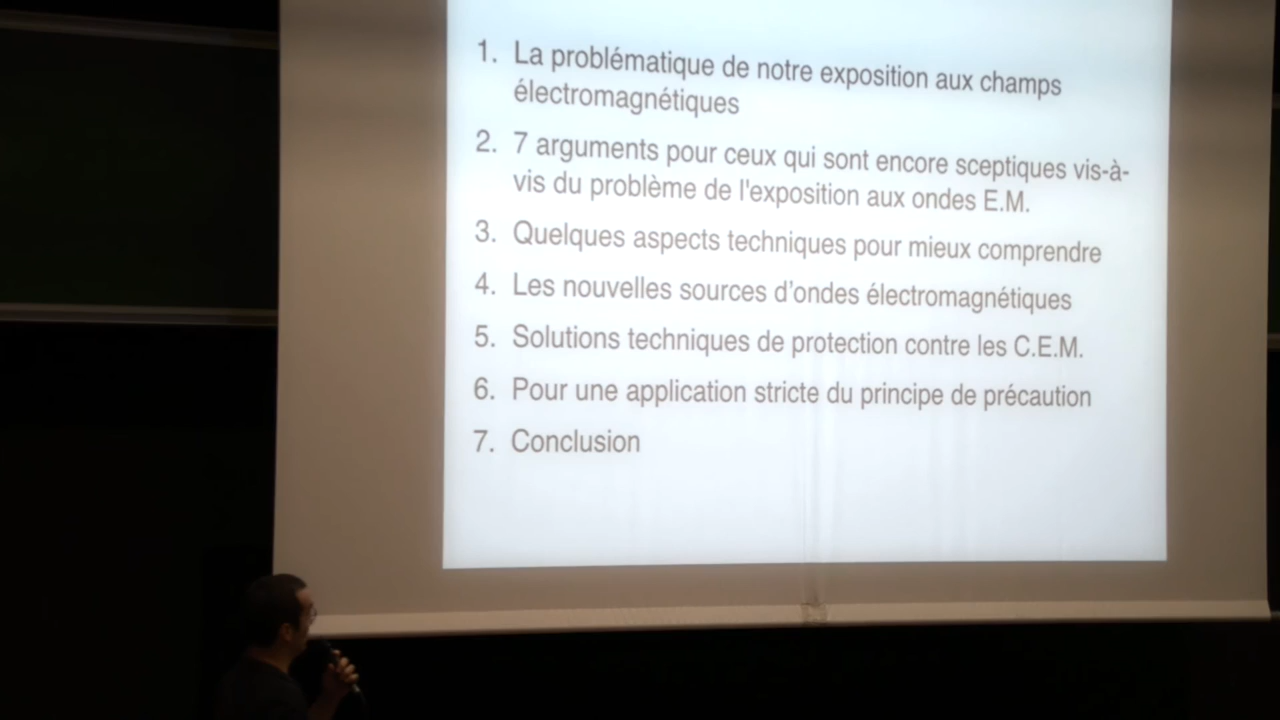 1. La problématique de notre exposition aux champs
électromagnétiques
2. 7 arguments pour ceux qui sont encore sceptiques vis-à-
vis du problème de l'exposition aux ondes E.M.
3. Quelques aspects techniques pour mieux comprendre
4. Les nouvelles sources d’ondes électromagnétiques
5. Solutions techniques de protection contre les C.E.M.
6. Pour une application stricte du principe de précaution
7. Conclusion